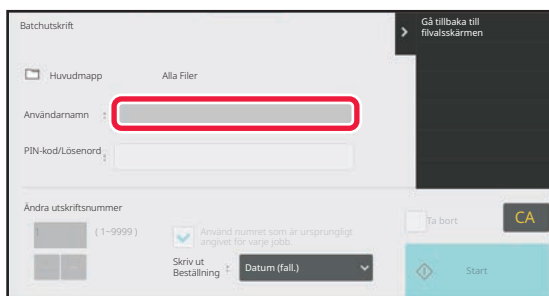 Batchutskrift
Gå tillbaka till
filvalsskärmen
Huvudmapp
Alla Filer
Användarnamn :
PIN-kod/Lösenord :
Ändra utskriftsnummer
1
( 1~9999 )
Använd numret som är ursprungligt
angivet för varje jobb.
Skriv ut
Beställning :
Datum (fall.)
Ta bort
CA
Start